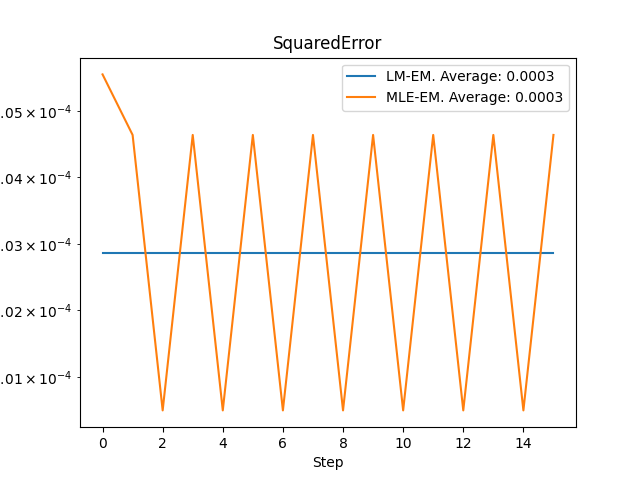 SquaredError
LM-EM. Average: 0.0003
MLE-EM. Average: 0.0003
.05 × 10⁻⁴
.04 × 10⁻⁴
.03 × 10⁻⁴
.02 × 10⁻⁴
.01 × 10⁻⁴
0 2 4 6 8 10 12 14
Step